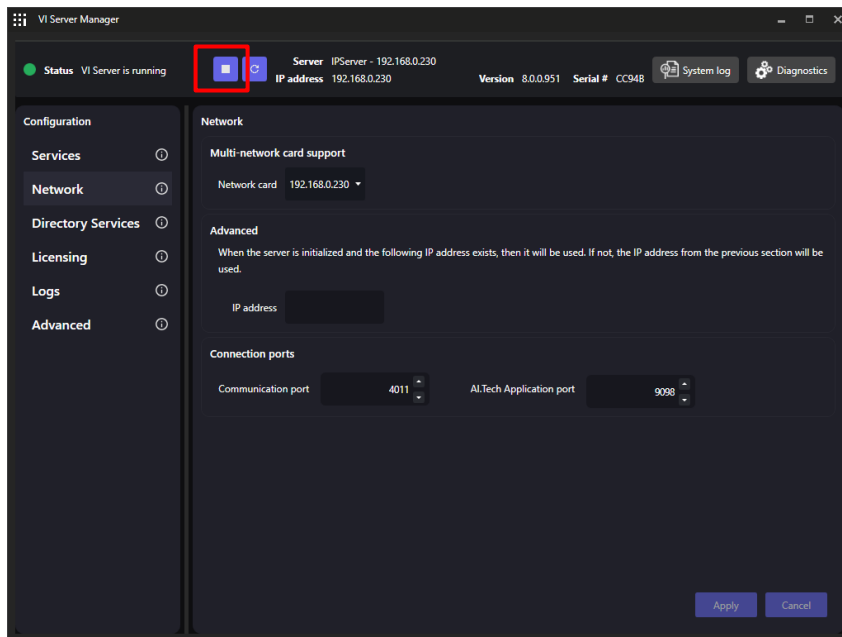 VI Server Manager
Status VI Server is running
Server IPServer - 192.168.0.230
IP address 192.168.0.230
Version 8.0.0.951 Serial # CC94B
System log
Diagnostics
Configuration
Services
Network
Directory Services
Licensing
Logs
Advanced
Network
Multi-network card support
Network card 192.168.0.230
Advanced
When the server is initialized and the following IP address exists, then it will be used. If not, the IP address from the previous section will be
used.
IP address
Connection ports
Communication port 4011 AI.Tech Application port 9098
Apply Cancel